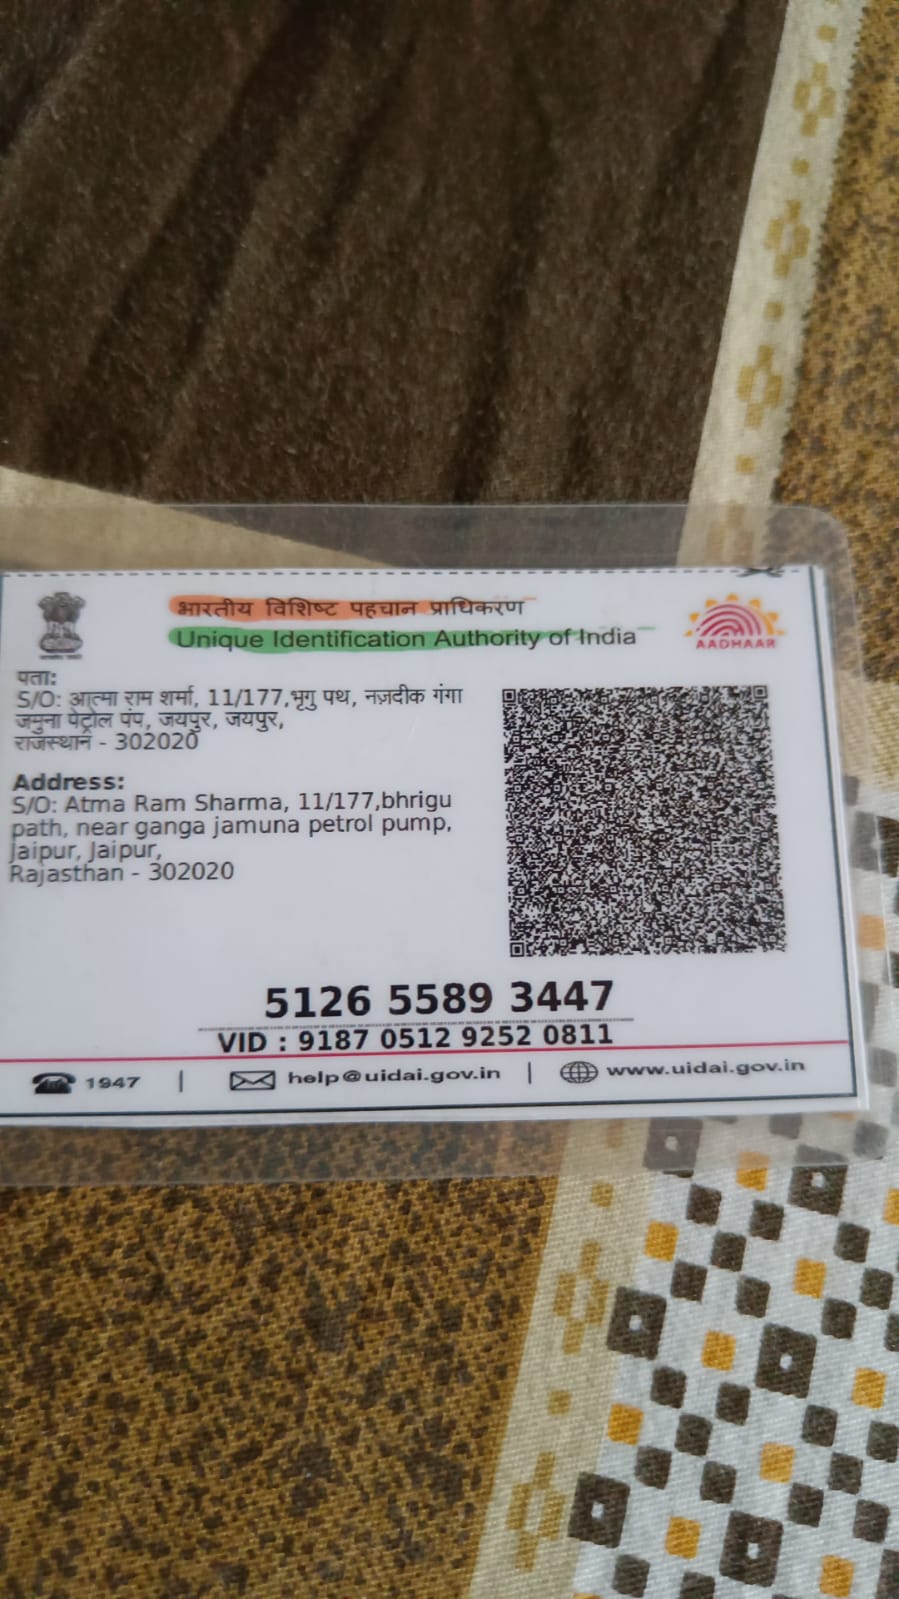 भारतीय विशिष्ट पहचान प्राधिकरण
Unique Identification Authority of India
AADHAAR
पता:
S/O: आत्मा राम शर्मा, 11/177,भृगु पथ, नज़दीक गंगा
जमुना पेट्रोल पंप, जयपुर, जयपुर,
राजस्थान - 302020
Address:
S/O: Atma Ram Sharma, 11/177,bhrigu
path, near ganga jamuna petrol pump,
Jaipur, Jaipur,
Rajasthan - 302020
5126 5589 3447
VID : 9187 0512 9252 0811
1947 | help@uidai.gov.in | www.uidai.gov.in